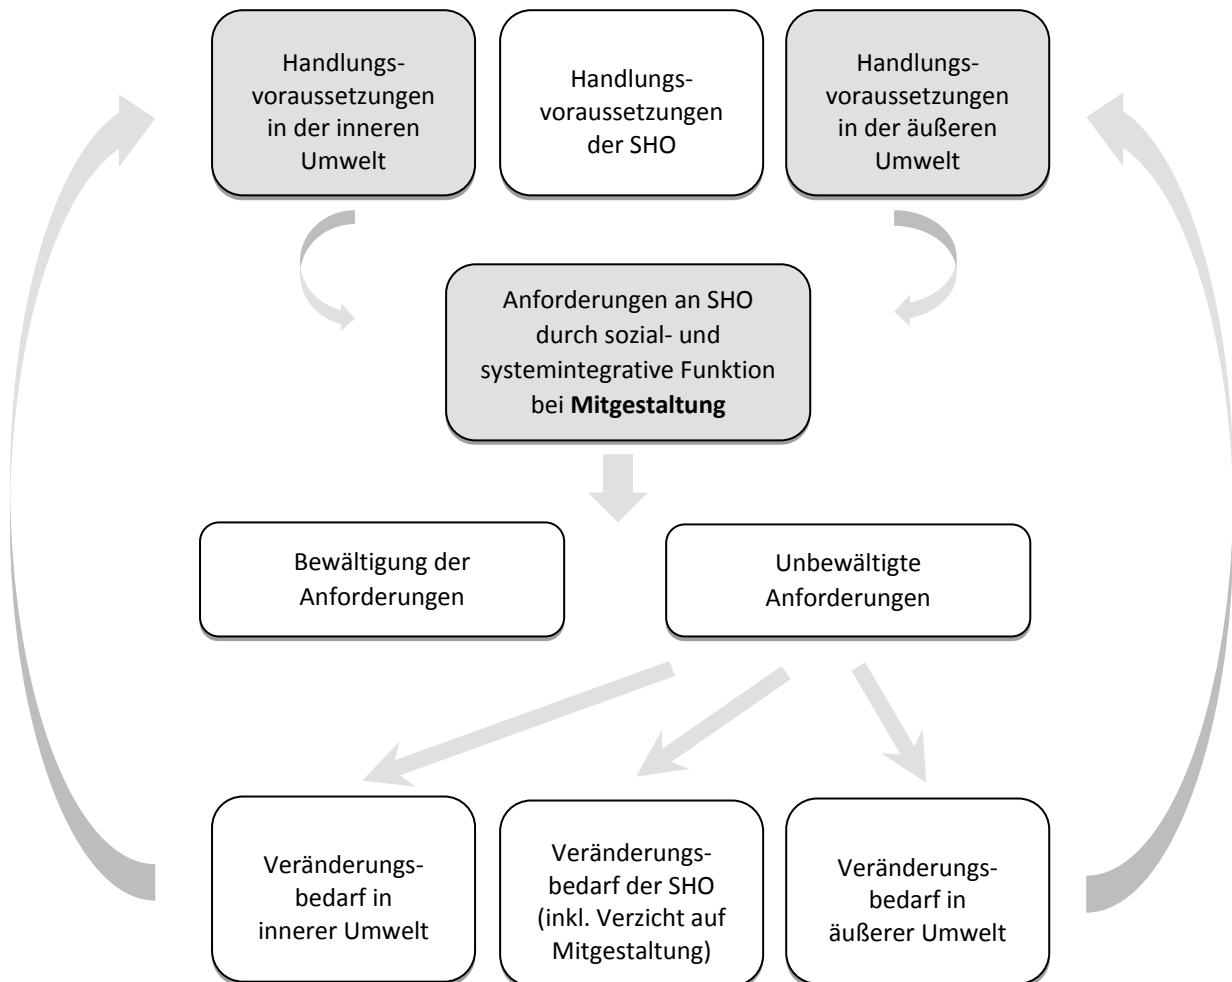 Handlungs-
voraussetzungen
in der inneren
Umwelt
Handlungs-
voraussetzungen
der SHO
Handlungs-
voraussetzungen
in der äußeren
Umwelt
Anforderungen an SHO
durch sozial- und
systemintegrative Funktion
bei Mitgestaltung
Bewältigung der
Anforderungen
Unbewältigte
Anforderungen
Veränderungs-
bedarf in
innerer Umwelt
Veränderungs-
bedarf der SHO
(inkl. Verzicht auf
Mitgestaltung)
Veränderungs-
bedarf in
äußerer Umwelt